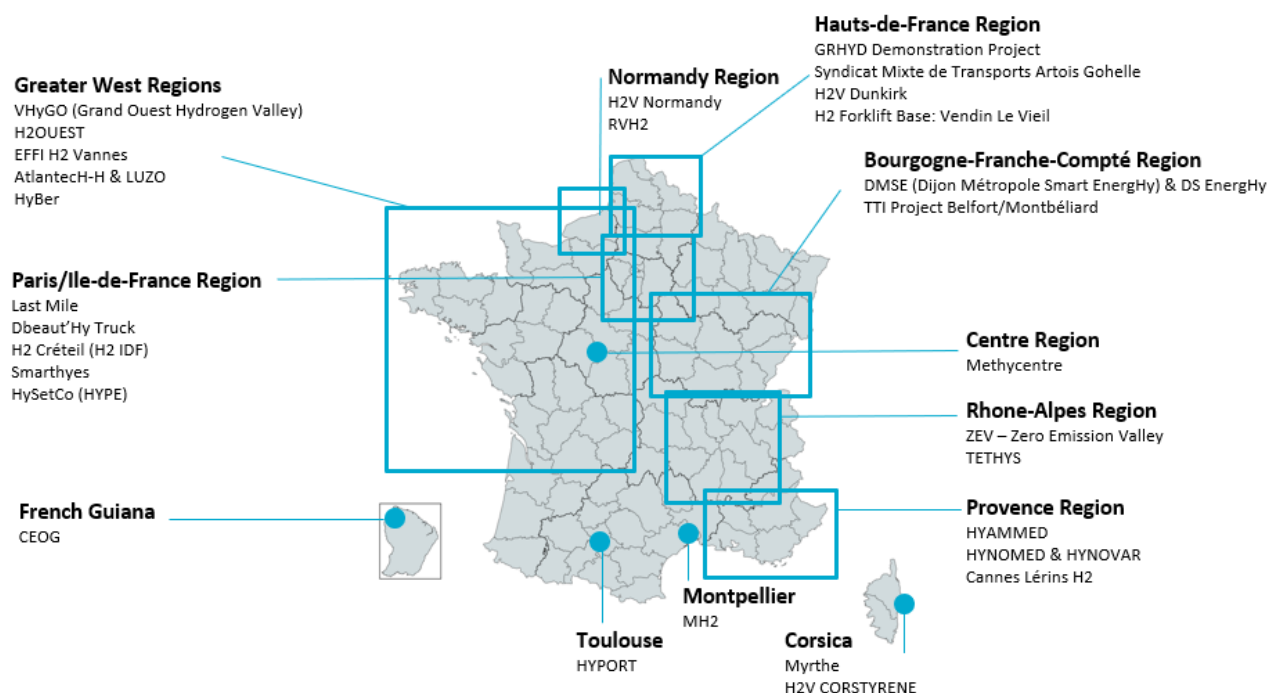 Hauts-de-France Region
GRHYD Demonstration Project
Syndicat Mixte de Transports Artois Gohelle
H2V Dunkirk
H2 Forklift Base: Vendin Le Vieil
Normandy Region
H2V Normandy
RVH2
Greater West Regions
VHyGO (Grand Ouest Hydrogen Valley)
H2OUEST
EFFI H2 Vannes
AtlantecH-H & LUZO
HyBer
Bourgogne-Franche-Compté Region
DMSE (Dijon Métropole Smart EnergHy) & DS EnergHy
TTI Project Belfort/Montbéliard
Paris/Ile-de-France Region
Last Mile
Dbeaut'Hy Truck
H2 Créteil (H2 IDF)
Smarthyes
HySetCo (HYPE)
Centre Region
Methycentre
Rhone-Alpes Region
ZEV – Zero Emission Valley
TETHYS
French Guiana
CEOG
Provence Region
HYAMMED
HYNOMED & HYNOVAR
Cannes Lérins H2
Montpellier
MH2
Toulouse
HYPORT
Corsica
Myrthe
H2V CORSTYRENE